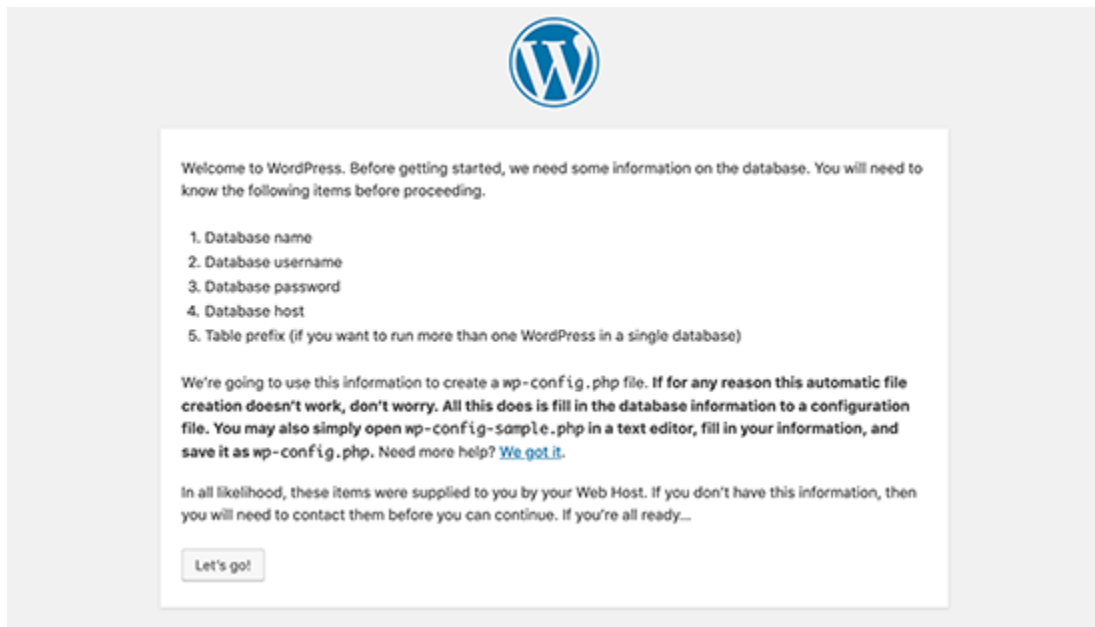 Welcome to WordPress. Before getting started, we need some information on the database. You will need to
know the following items before proceeding.
1. Database name
2. Database username
3. Database password
4. Database host
5. Table prefix (if you want to run more than one WordPress in a single database)
We're going to use this information to create a wp-config.php file. If for any reason this automatic file
creation doesn't work, don't worry. All this does is fill in the database information to a configuration
file. You may also simply open wp-config-sample.php in a text editor, fill in your information, and
save it as wp-config.php. Need more help? We got it.
In all likelihood, these items were supplied to you by your Web Host. If you don't have this information, then
you will need to contact them before you can continue. If you're all ready...
Let's go!